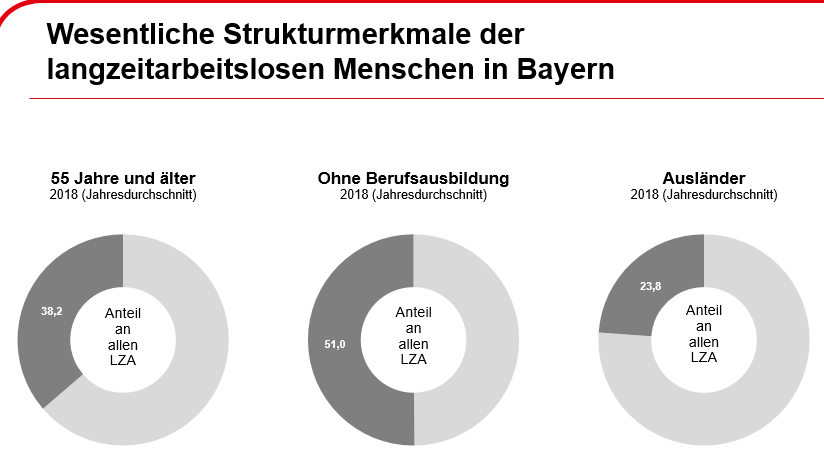 Wesentliche Strukturmerkmale der
langzeitarbeitslosen Menschen in Bayern
55 Jahre und älter
2018 (Jahresdurchschnitt)
38,2
Anteil
an
allen
LZA
Ohne Berufsausbildung
2018 (Jahresdurchschnitt)
51,0
Anteil
an
allen
LZA
Ausländer
2018 (Jahresdurchschnitt)
23,8
Anteil
an
allen
LZA